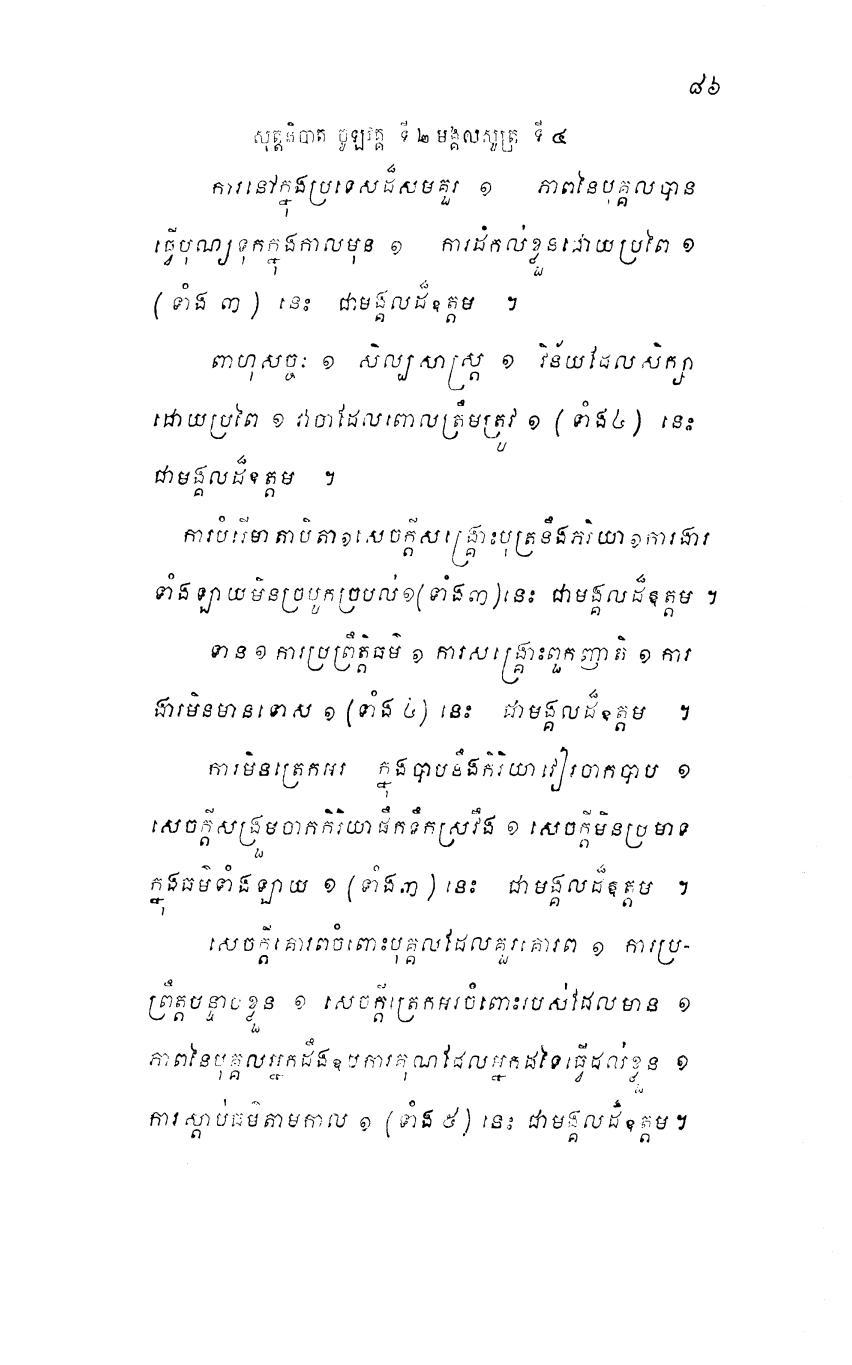 ៨៦
សុត្តនិបាត ចូឡវគ្គ ទី ២ មង្គលសូត្រ ទី ៤
ការនៅក្នុងប្រទេសដ៏សមគួរ ១ ភាពនៃបុគ្គលបាន
ធ្វើបុណ្យទុកក្នុងកាលមុន ១ ការដំកល់ខ្លួនដោយប្រពៃ ១
( ទាំង ៣ ) នេះ ជាមង្គលដ៏ឧត្តម ។
ពាហុសច្ចៈ ១ សិល្បសាស្ត្រ ១ វិន័យដែលសិក្សា
ដោយប្រពៃ ១ វាចាដែលពោលត្រឹមត្រូវ ១ ( ទាំង៤ ) នេះ
ជាមង្គលដ៏ឧត្តម ។
ការបំរើមាតាបិតា១សេចក្តីសង្គ្រោះបុត្រនឹងភរិយា១ការងារ
ទាំងឡាយមិនច្របូកច្របល់១(ទាំង៣)នេះ ជាមង្គលដ៏ឧត្តម ។
ទាន ១ ការប្រព្រឹត្តិធម៌ ១ ការសង្គ្រោះពួកញាតិ ១ ការ
ងារមិនមានទោស ១ (ទាំង ៤) នេះ ជាមង្គលដ៏ឧត្តម ។
ការមិនត្រេកអរ ក្នុងបាបនឹងកិរិយាវៀរចាកបាប ១
សេចក្តីសង្រួមចាកកិរិយាផឹកទឹកស្រវឹង ១ សេចក្តីមិនប្រមាទ
ក្នុងធម៌ទាំងឡាយ ១ (ទាំង៣ ) នេះ ជាមង្គលដ៏ឧត្តម ។
សេចក្តីគោរពចំពោះបុគ្គលដែលគួរគោរព ១ ការប្រ-
ព្រឹត្តបន្ទាបខ្លួន ១ សេចក្តីត្រេកអរចំពោះរបស់ដែលមាន ១
ភាពនៃបុគ្គលអ្នកដឹងឧបការគុណដែលអ្នកដទៃធ្វើដល់ខ្លួន ១
ការស្តាប់ធម៌តាមកាល ១ (ទាំង ៥) នេះ ជាមង្គលដ៏ឧត្តម។